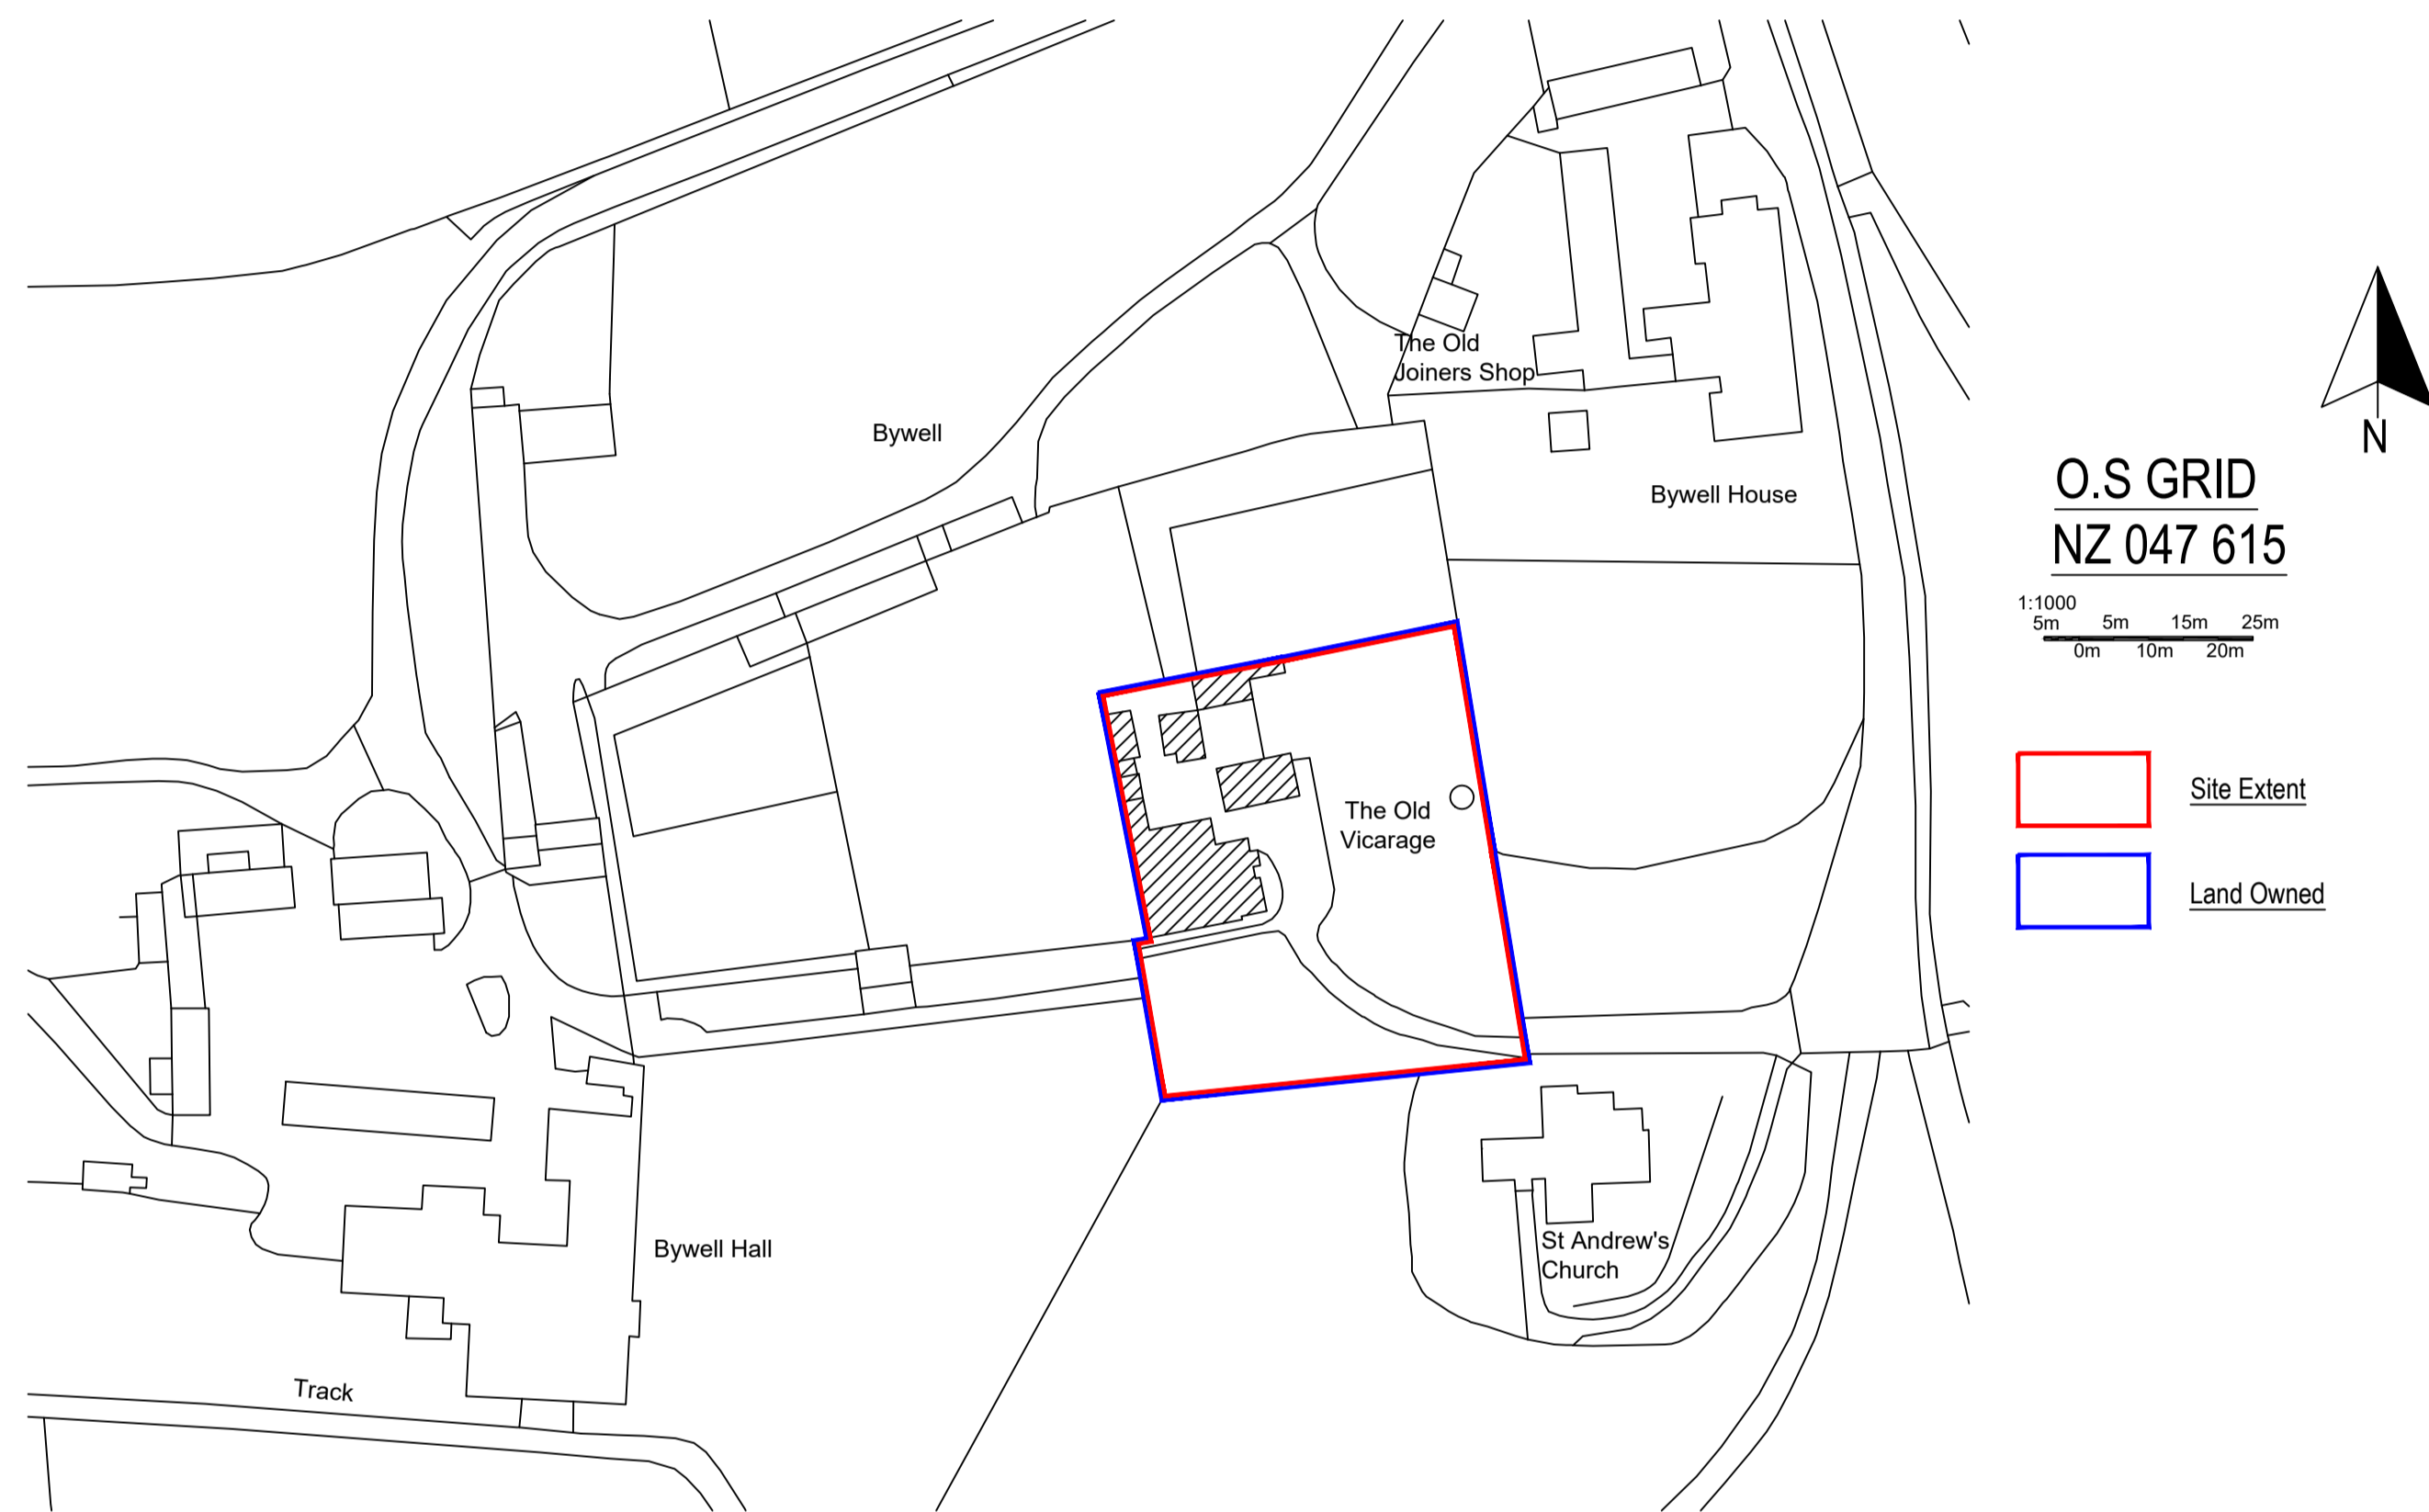 The Old
Joiners Shop
Bywell
Bywell House
N
O.S GRID
NZ 047 615
1:1000
5m 5m 15m 25m
0m 10m 20m
Site Extent
Land Owned
The Old
Vicarage
St Andrew's
Church
Bywell Hall
Track